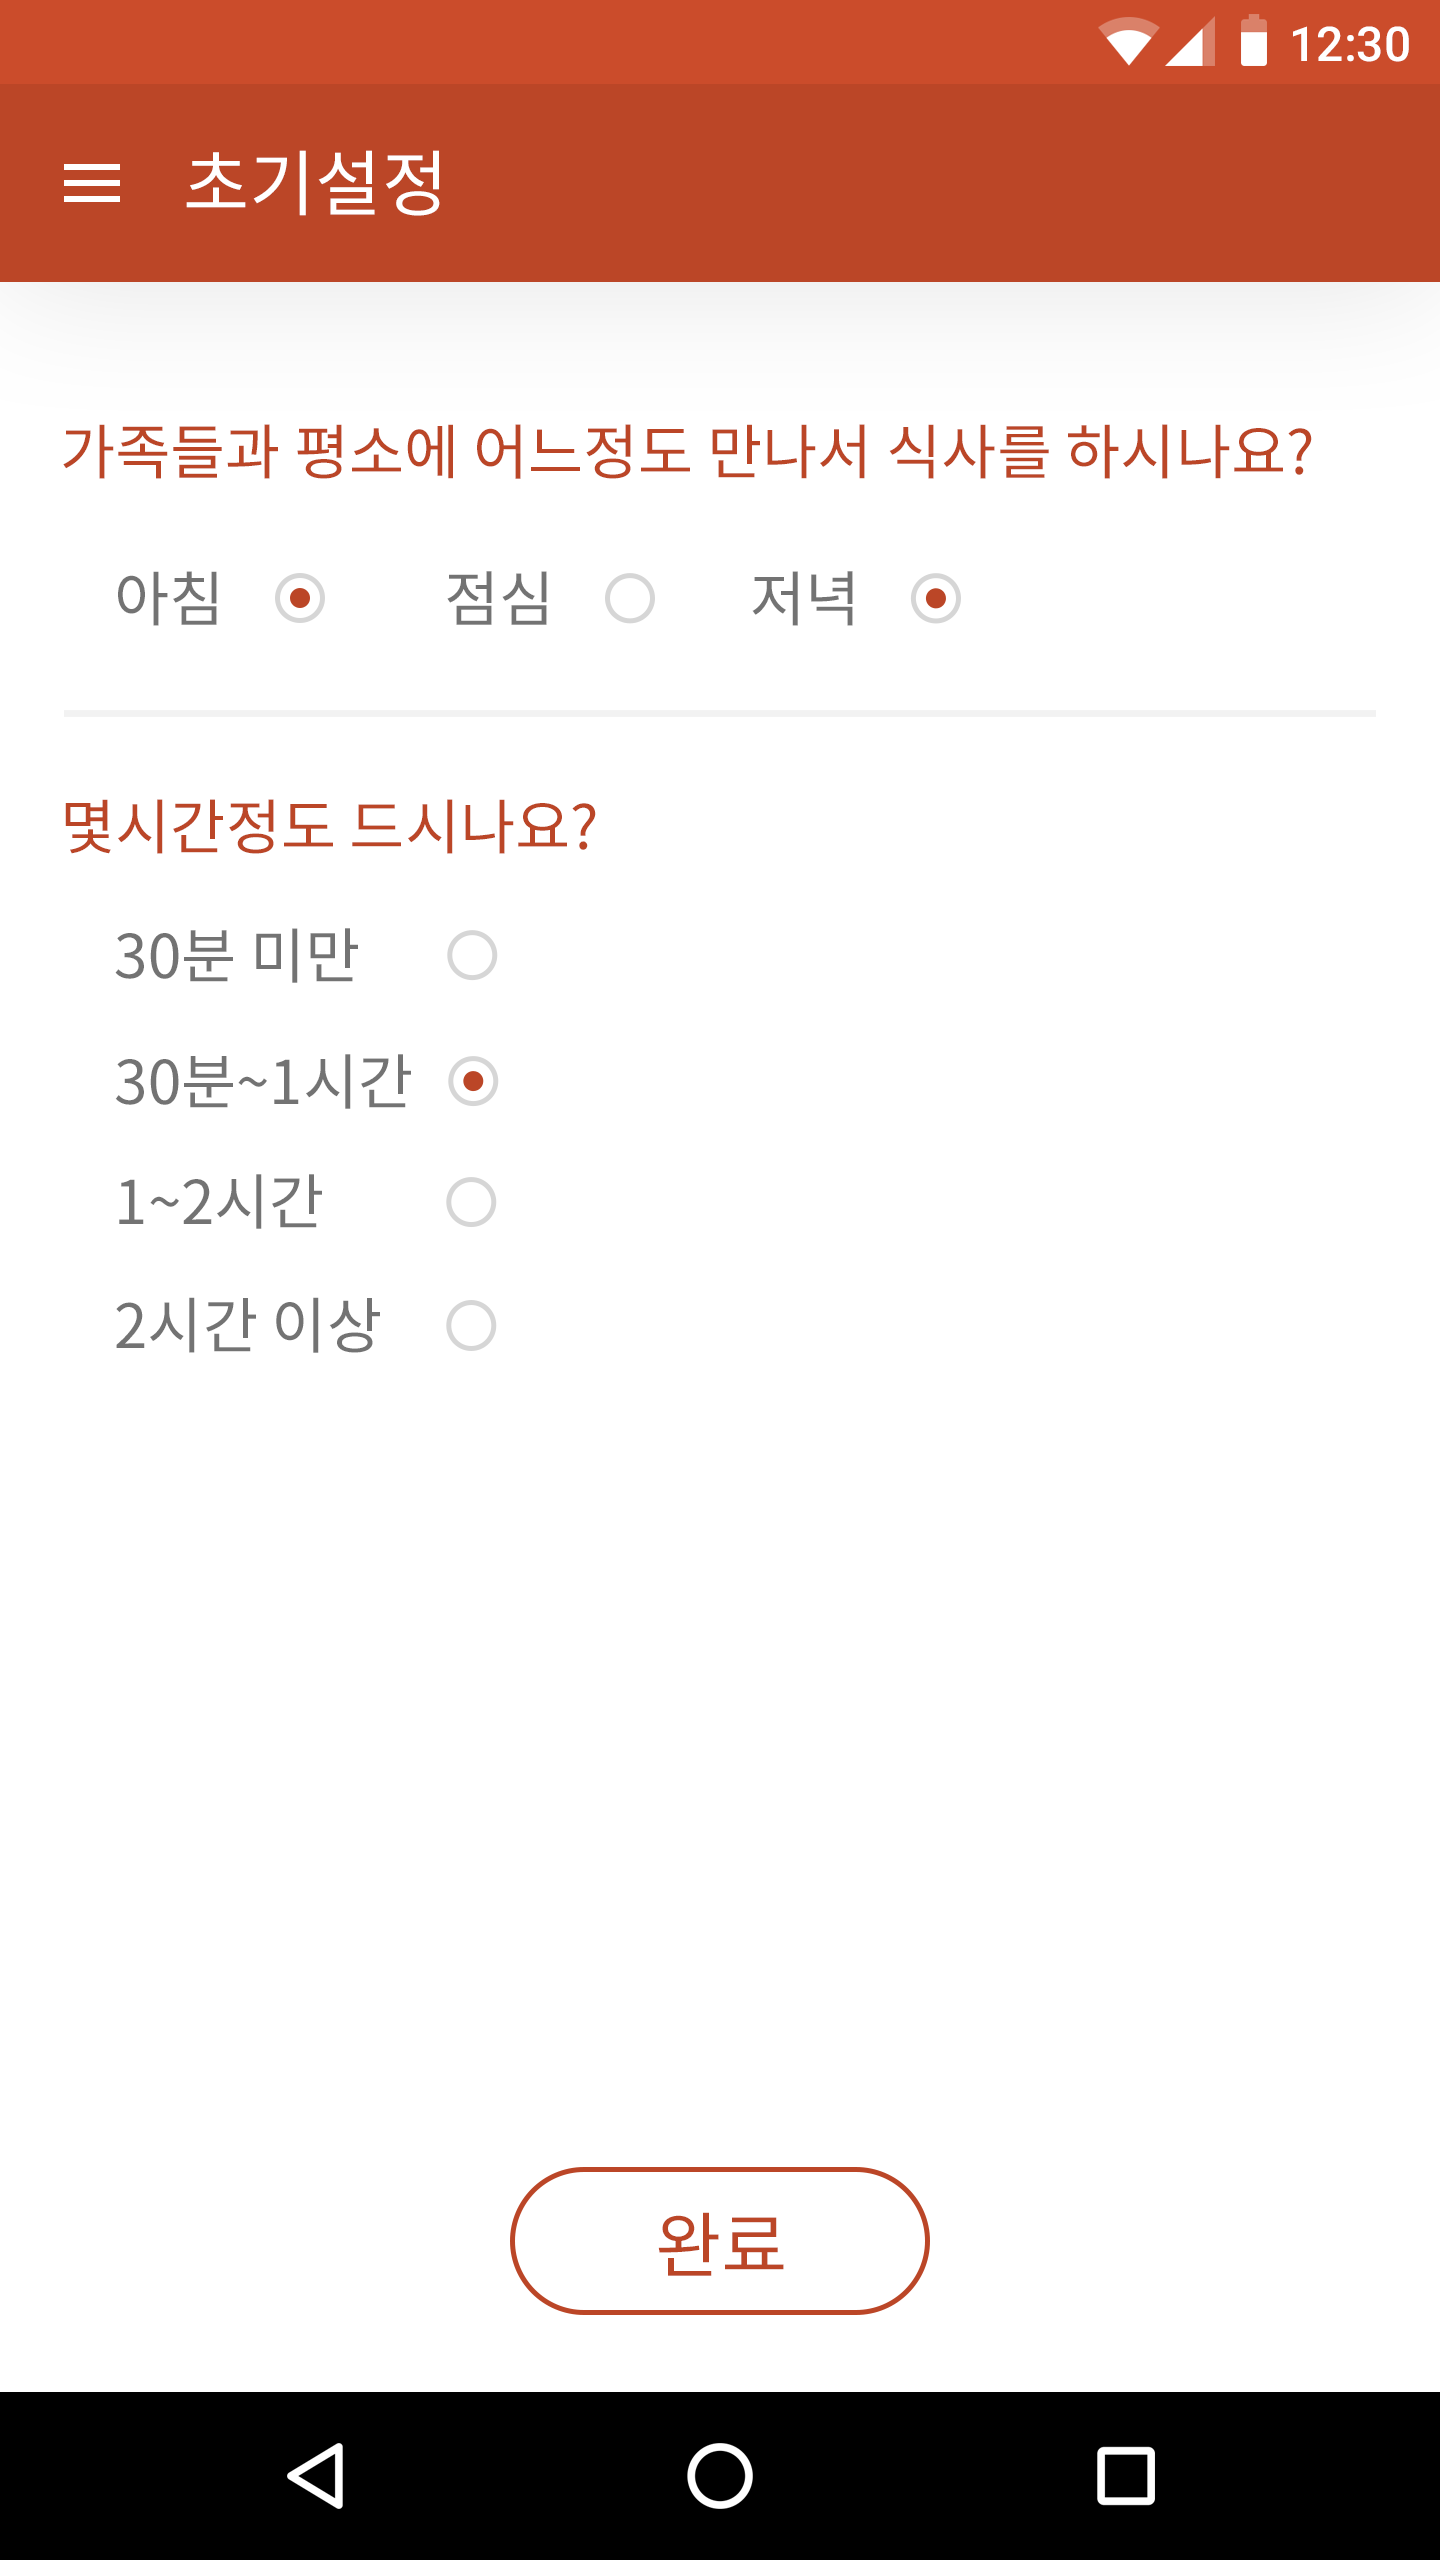 12:30
초기설정
가족들과 평소에 어느정도 만나서 식사를 하시나요?
아침 점심 저녁
몇시간정도 드시나요?
30분 미만
30분~1시간
1~2시간
2시간 이상
완료